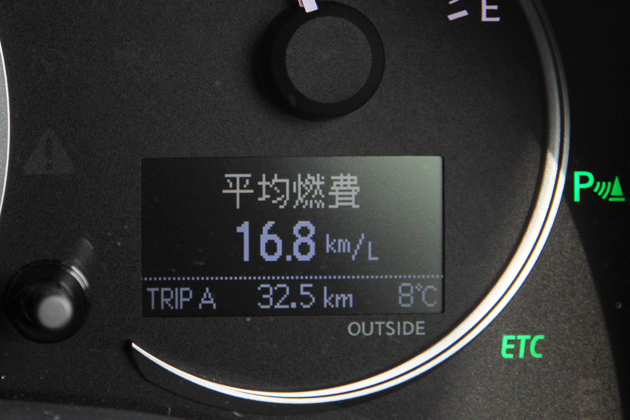 E
平均燃費
16.8 km/L
TRIP A 32.5 km 8℃
OUTSIDE
P
ETC